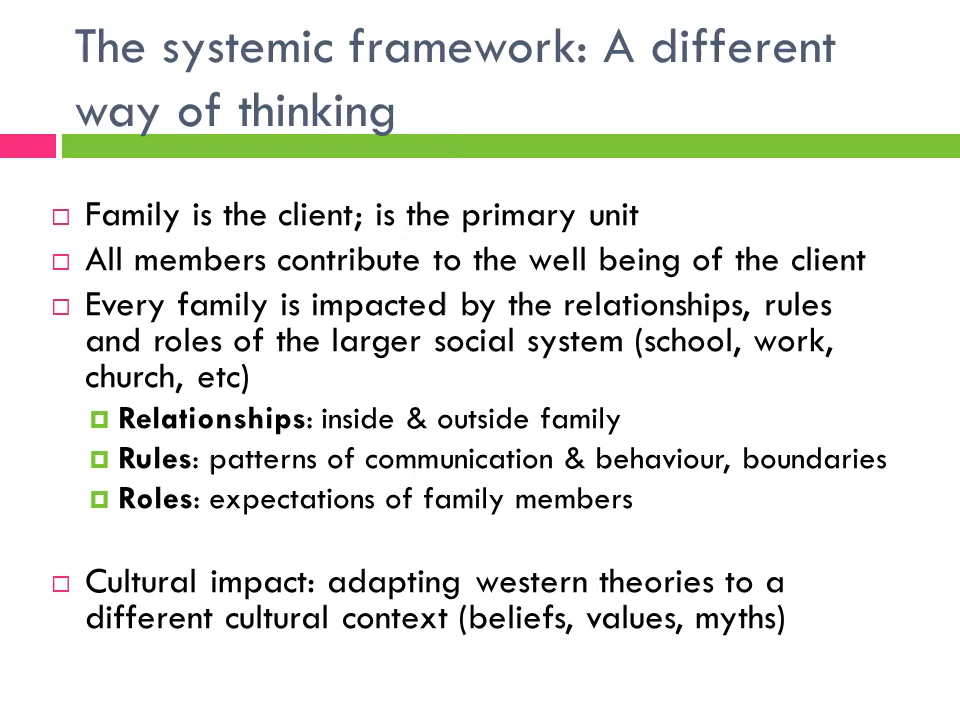 The systemic framework: A different
way of thinking
Family is the client; is the primary unit
All members contribute to the well being of the client
Every family is impacted by the relationships, rules
and roles of the larger social system (school, work,
church, etc)
Relationships: inside & outside family
Rules: patterns of communication & behaviour, boundaries
Roles: expectations of family members
Cultural impact: adapting western theories to a
different cultural context (beliefs, values, myths)